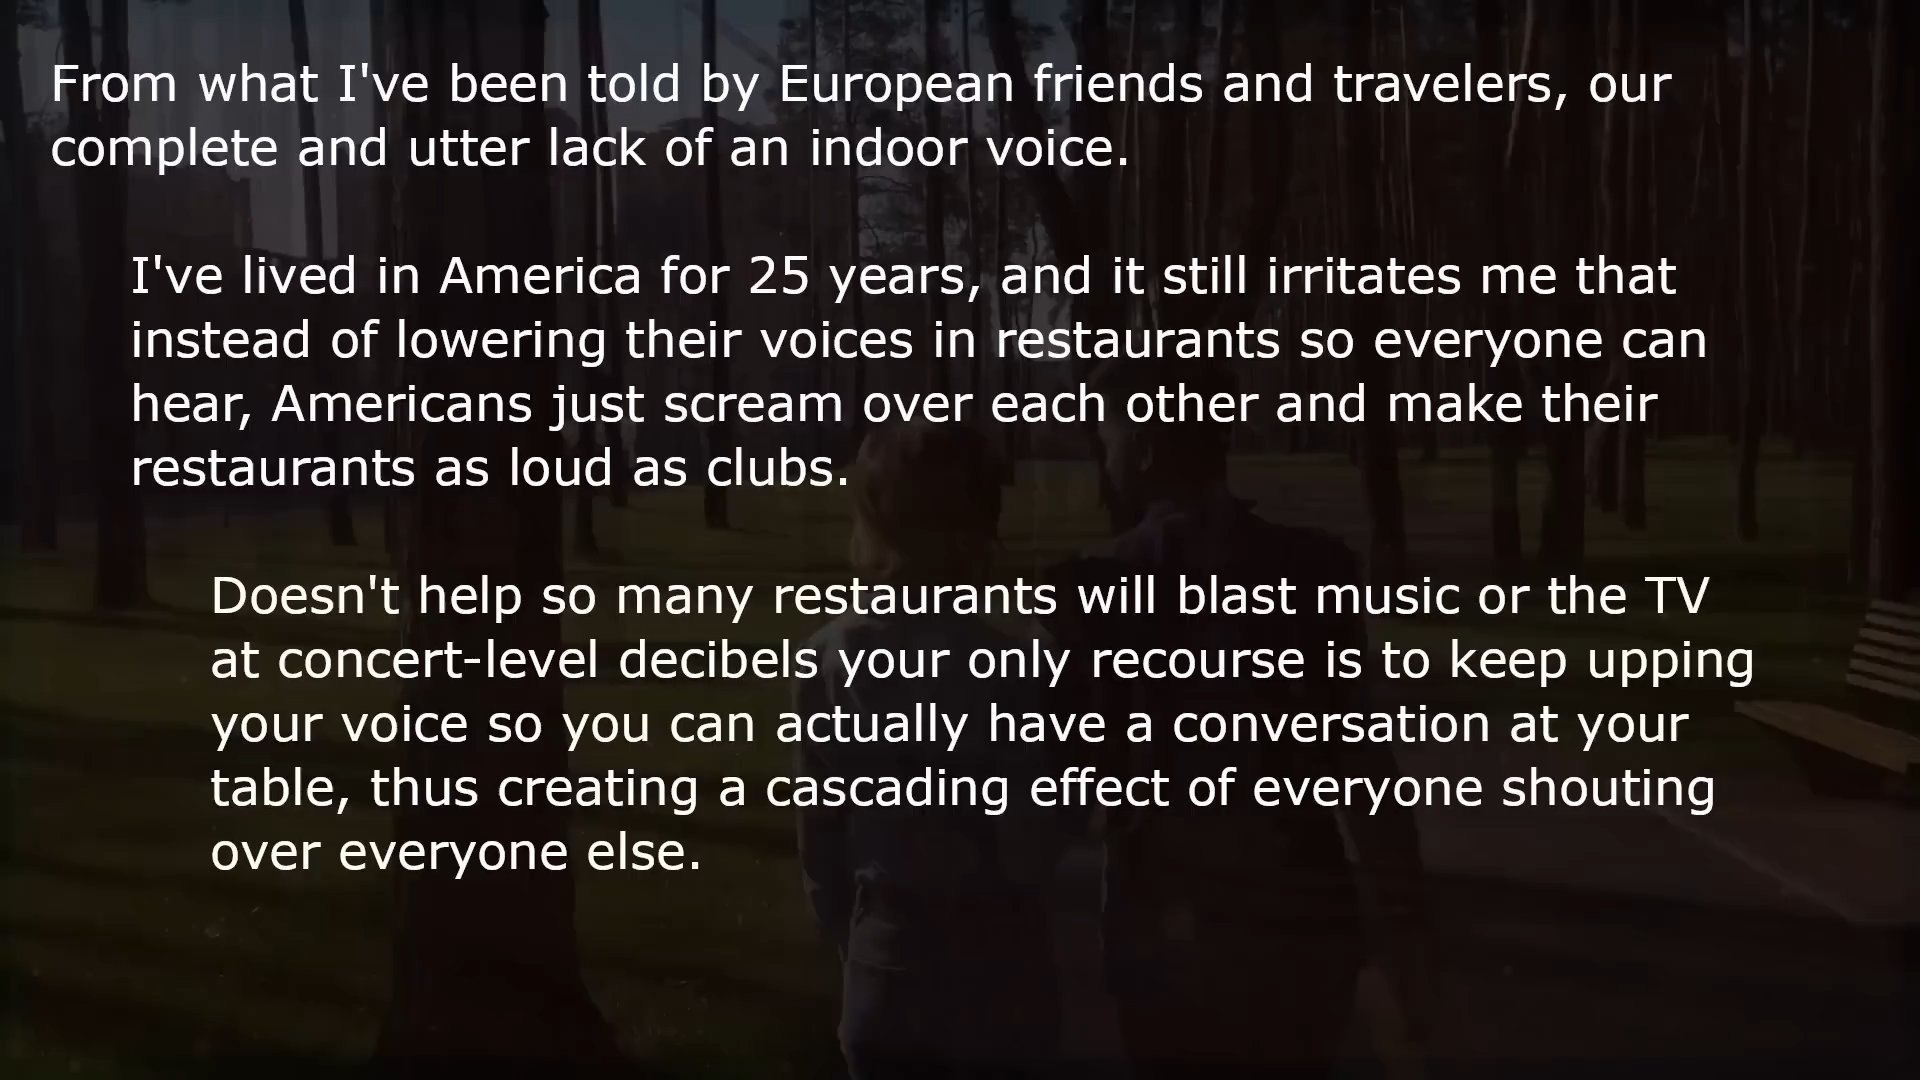 From what I've been told by European friends and travelers, our
complete and utter lack of an indoor voice.
I've lived in America for 25 years, and it still irritates me that
instead of lowering their voices in restaurants so everyone can
hear, Americans just scream over each other and make their
restaurants as loud as clubs.
Doesn't help so many restaurants will blast music or the TV
at concert-level decibels your only recourse is to keep upping
your voice so you can actually have a conversation at your
table, thus creating a cascading effect of everyone shouting
over everyone else.